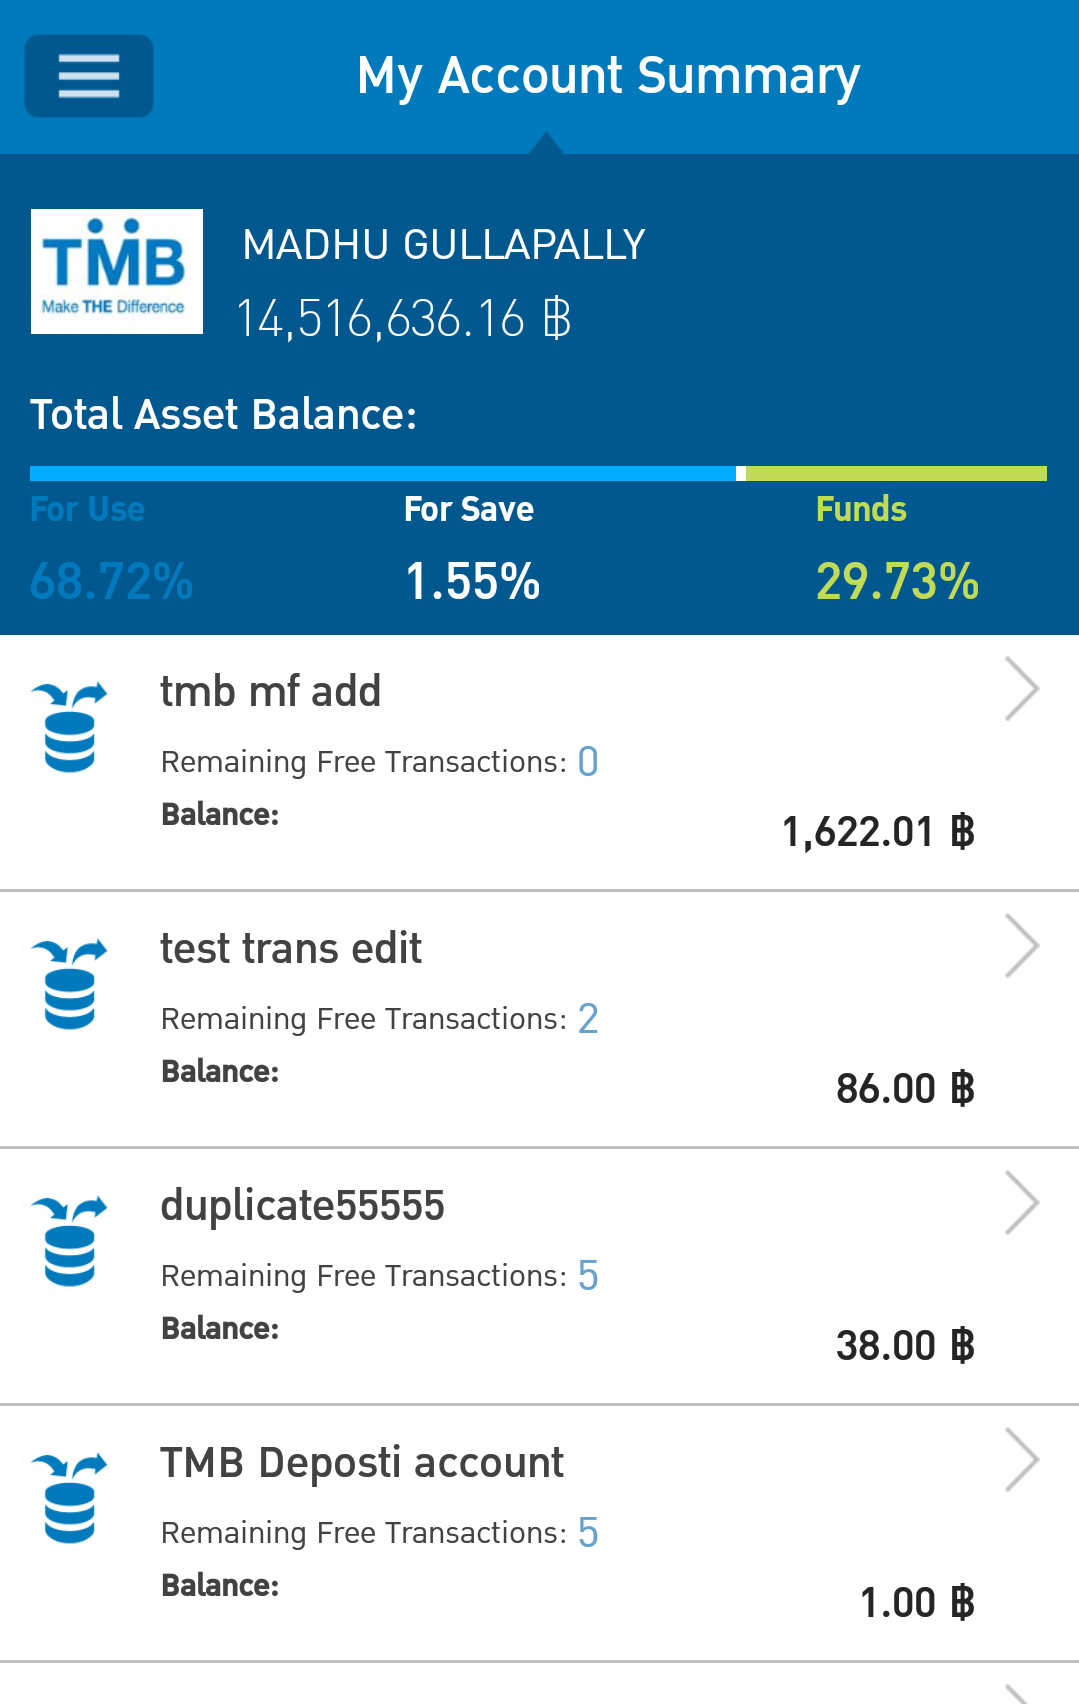 My Account Summary
TMB
Make THE Difference
MADHU GULLAPALLY
14,516,636.16 ฿
Total Asset Balance:
For Use For Save Funds
68.72% 1.55% 29.73%
tmb mf add
Remaining Free Transactions: 0
Balance:
1,622.01 ฿
test trans edit
Remaining Free Transactions: 2
Balance:
86.00 ฿
duplicate55555
Remaining Free Transactions: 5
Balance:
38.00 ฿
TMB Deposti account
Remaining Free Transactions: 5
Balance:
1.00 ฿